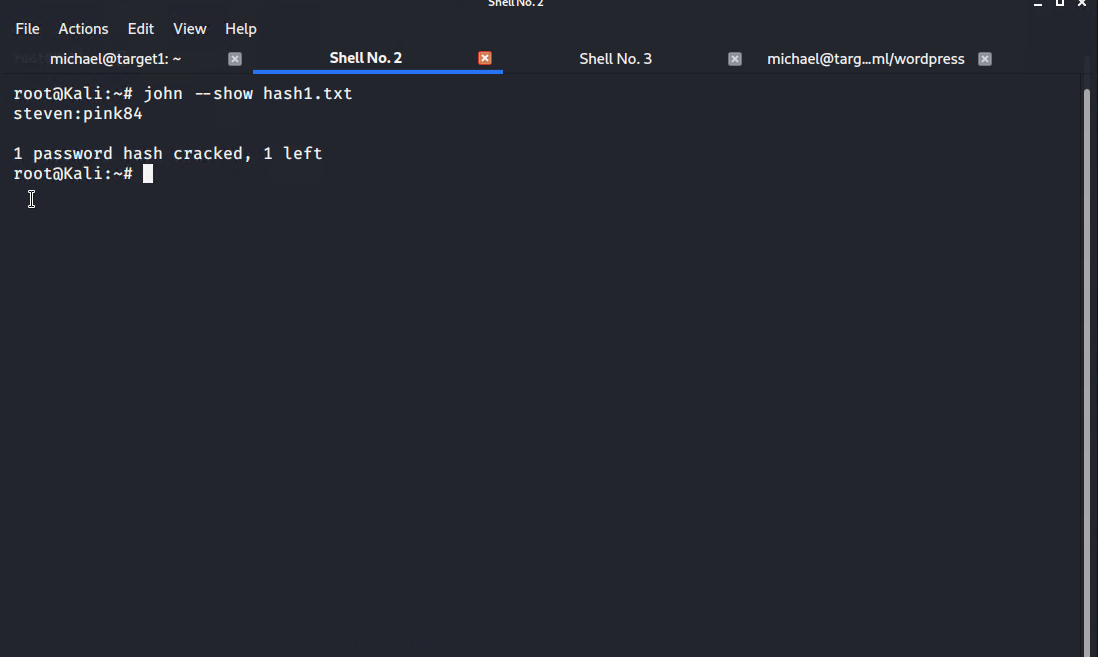 Shell No. 2
File Actions Edit View Help
michael@target1: ~ Shell No. 2 Shell No. 3 michael@targ…ml/wordpress
root@Kali:~# john --show hash1.txt
steven:pink84
1 password hash cracked, 1 left
root@Kali:~#